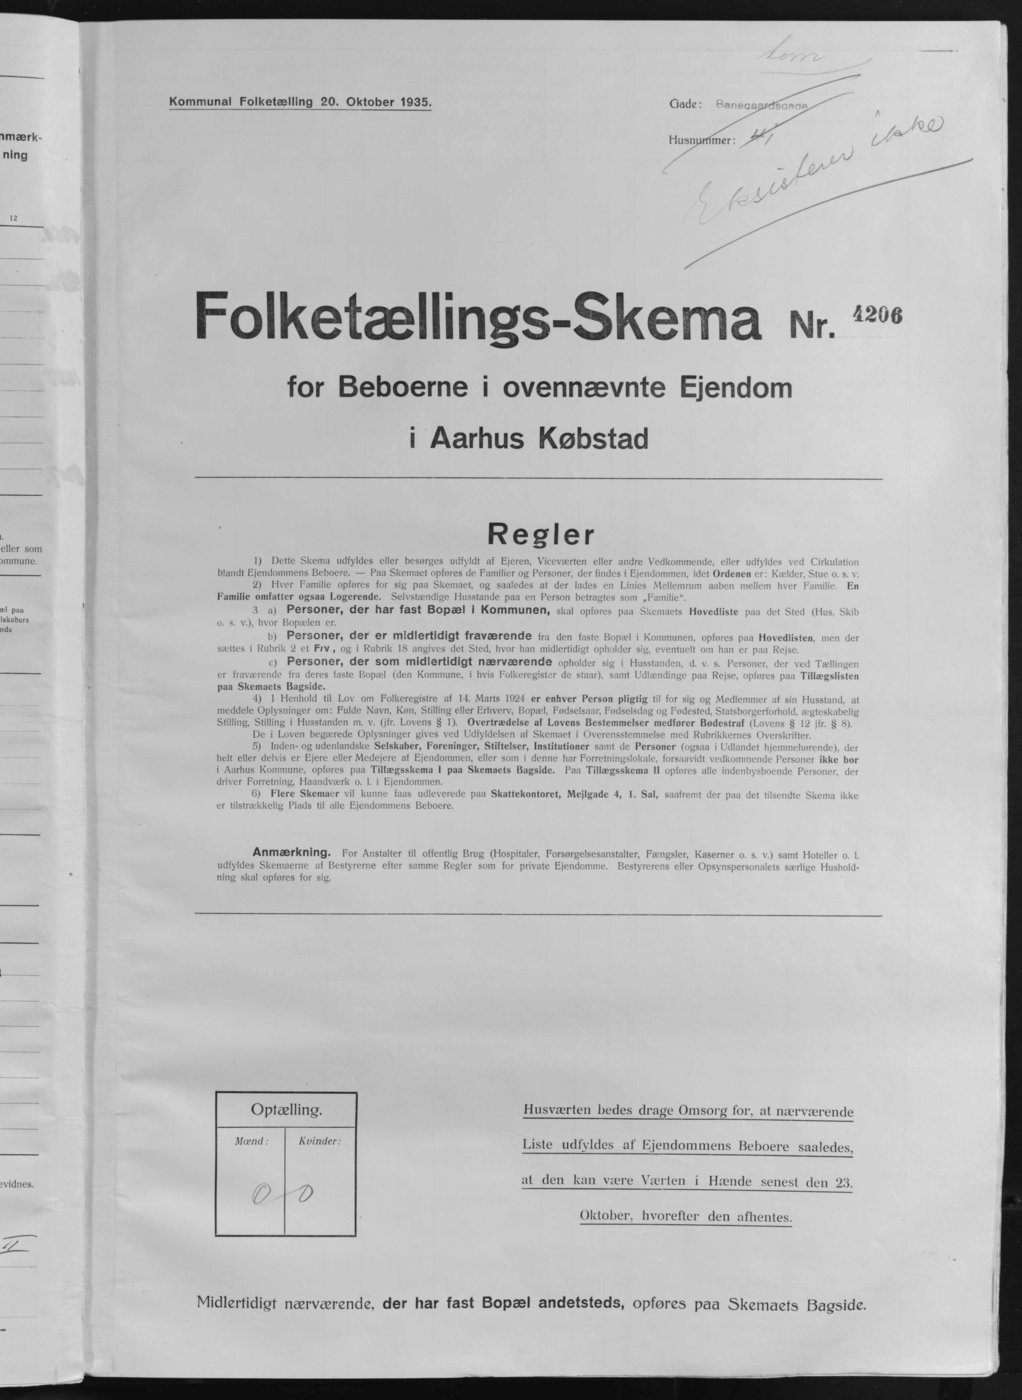 tom
Kommunal Folketælling 20. Oktober 1935.
Gade: Banegaardsgade
Husnummer: 41
Eksisterer ikke
Folketællings-Skema Nr. 4206
for Beboerne i ovennævnte Ejendom
i Aarhus Købstad
Regler
1) Dette Skema udfyldes eller besørges udfyldt af Ejeren, Viceværten eller andre Vedkommende, eller udfyldes ved Cirkulation
blandt Ejendommens Beboere. — Paa Skemaet opføres de Familier og Personer, der findes i Ejendommen, idet Ordenen er: Kælder, Stue o. s. v.
2) Hver Familie opføres for sig paa Skemaet, og saaledes at der lades en Linies Mellemrum aaben mellem hver Familie. En
Familie omfatter ogsaa Logerende. Selvstændige Husstande paa en Person betragtes som „Familie“.
3 a) Personer, der har fast Bopæl i Kommunen, skal opføres paa Skemaets Hovedliste paa det Sted (Hus, Skib
o. s. v.), hvor Bopælen er.
b) Personer, der er midlertidigt fraværende fra den faste Bopæl i Kommunen, opføres paa Hovedlisten, men der
sættes i Rubrik 2 et Frv., og i Rubrik 18 angives det Sted, hvor han midlertidigt opholder sig, eventuelt om han er paa Rejse.
c) Personer, der som midlertidigt nærværende opholder sig i Husstanden, d. v. s. Personer, der ved Tællingen
er fraværende fra deres faste Bopæl (den Kommune, i hvis Folkeregister de staar), samt Udlændinge paa Rejse, opføres paa Tillægslisten
paa Skemaets Bagside.
4) I Henhold til Lov om Folkeregistre af 14. Marts 1924 er enhver Person pligtig til for sig og Medlemmer af sin Husstand, at
meddele Oplysninger om: Fulde Navn, Køn, Stilling eller Erhverv, Bopæl, Fødselsaar, Fødselsdag og Fødested, Statsborgerforhold, ægteskabelig
Stilling, Stilling i Husstanden m. v. (jfr. Lovens § 1). Overtrædelse af Lovens Bestemmelser medfører Bødestraf (Lovens § 12 jfr. § 8).
De i Loven begærede Oplysninger gives ved Udfyldelsen af Skemaet i Overensstemmelse med Rubrikkernes Overskrifter.
5) Inden- og udenlandske Selskaber, Foreninger, Stiftelser, Institutioner samt de Personer (ogsaa i Udlandet hjemmehørende), der
helt eller delvis er Ejere eller Medejere af Ejendommen, eller som i denne har Forretningslokale, forsaavidt vedkommende Personer ikke bor
i Aarhus Kommune, opføres paa Tillægsskema I paa Skemaets Bagside. Paa Tillægsskema II opføres alle indenbysboende Personer, der
driver Forretning, Haandværk o. l. i Ejendommen.
6) Flere Skemaer vil kunne faas udleverede paa Skattekontoret, Mejlgade 4, 1. Sal, saafremt der paa det tilsendte Skema ikke
er tilstrækkelig Plads til alle Ejendommens Beboere.
Anmærkning. For Anstalter til offentlig Brug (Hospitaler, Forsørgelsesanstalter, Fængsler, Kaserner o. s. v.) samt Hoteller o. l.
udfyldes Skemaerne af Bestyrerne efter samme Regler som for private Ejendomme. Bestyrerens eller Opsynspersonalets særlige Hushold-
ning skal opføres for sig.
Optælling.
Mænd: Kvinder:
0 0
Husværten bedes drage Omsorg for, at nærværende
Liste udfyldes af Ejendommens Beboere saaledes,
at den kan være Værten i Hænde senest den 23.
Oktober, hvorefter den afhentes.
Midlertidigt nærværende, der har fast Bopæl andetsteds, opføres paa Skemaets Bagside.
nmærk-
ning
12
eller som
ommune.
æl paa
lskabers
nde
evidnes.
II